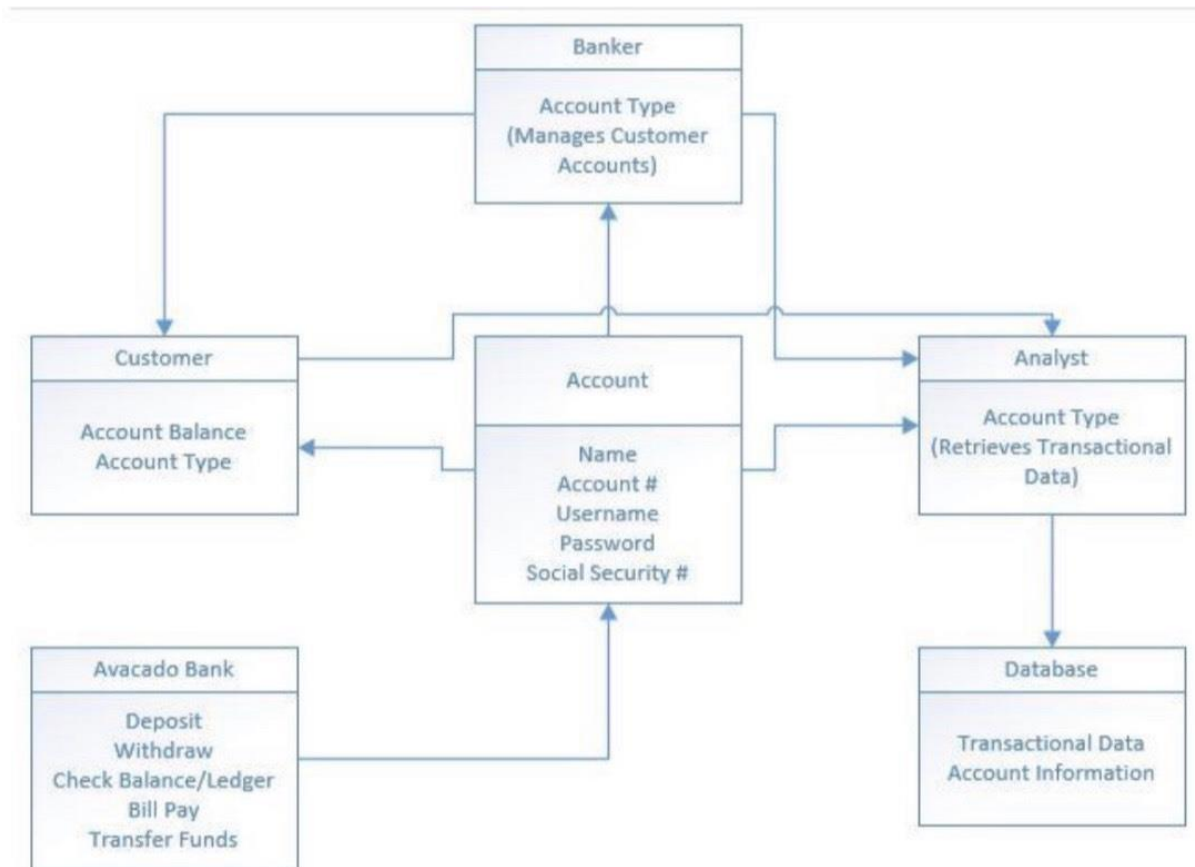 Banker
Account Type
(Manages Customer
Accounts)
Customer
Account Balance
Account Type
Account
Name
Account #
Username
Password
Social Security #
Analyst
Account Type
(Retrieves Transactional
Data)
Avacado Bank
Deposit
Withdraw
Check Balance/Ledger
Bill Pay
Transfer Funds
Database
Transactional Data
Account Information